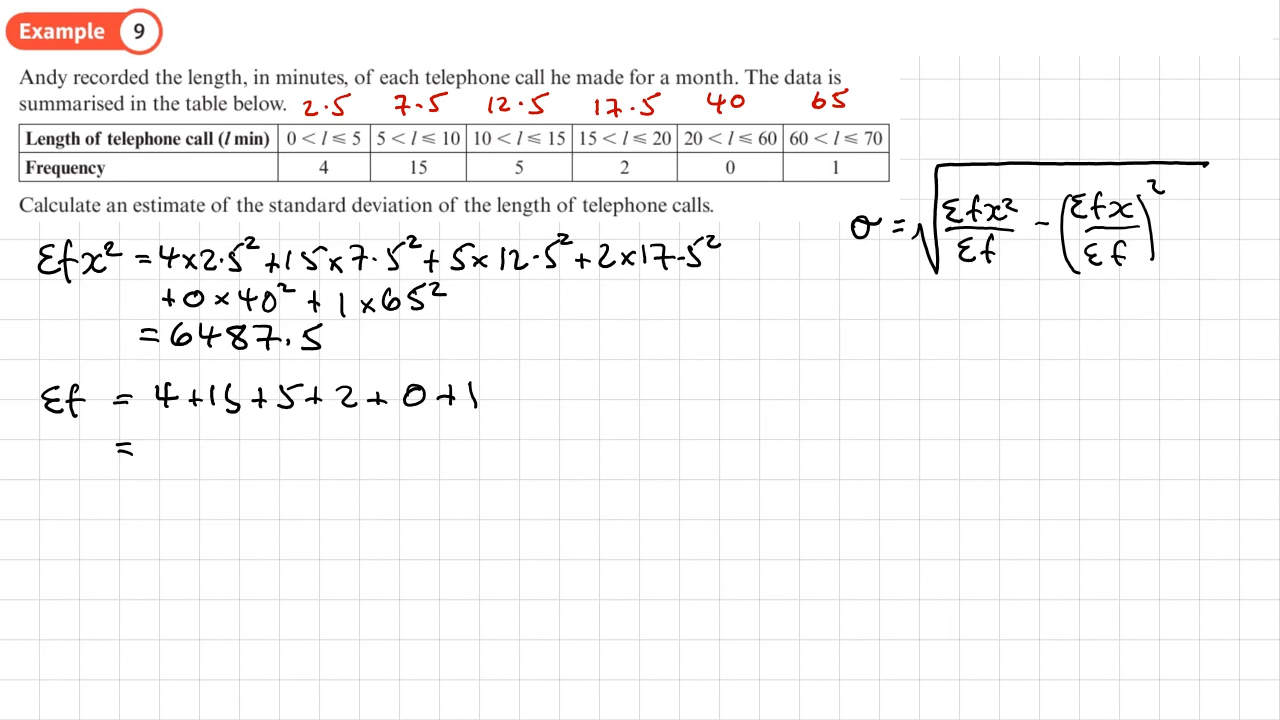 Example 9
Andy recorded the length, in minutes, of each telephone call he made for a month. The data is
summarised in the table below.
2.5 7.5 12.5 17.5 40 65
Length of telephone call (l min) 0 < l ⩽ 5 5 < l ⩽ 10 10 < l ⩽ 15 15 < l ⩽ 20 20 < l ⩽ 60 60 < l ⩽ 70
Frequency 4 15 5 2 0 1
Calculate an estimate of the standard deviation of the length of telephone calls.
σ = √(Σfx²/Σf - (Σfx/Σf)²)
Σfx² = 4×2.5² + 15×7.5² + 5×12.5² + 2×17.5²
+ 0×40² + 1×65²
= 6487.5
Σf = 4+15+5+2+0+1
=